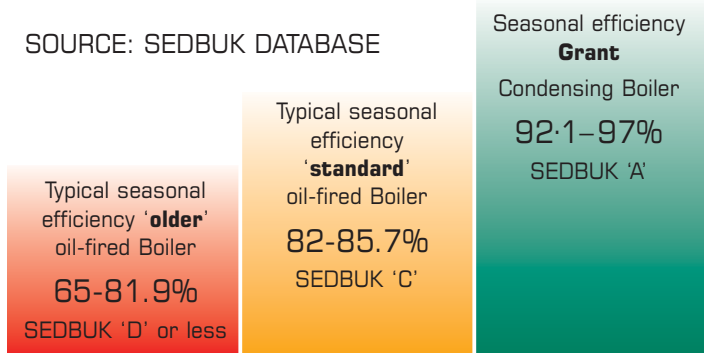 SOURCE: SEDBUK DATABASE
Typical seasonal
efficiency ‘older’
oil-fired Boiler
65-81.9%
SEDBUK ‘D’ or less
Typical seasonal
efficiency
‘standard’
oil-fired Boiler
82-85.7%
SEDBUK ‘C’
Seasonal efficiency
Grant
Condensing Boiler
92·1–97%
SEDBUK ‘A’